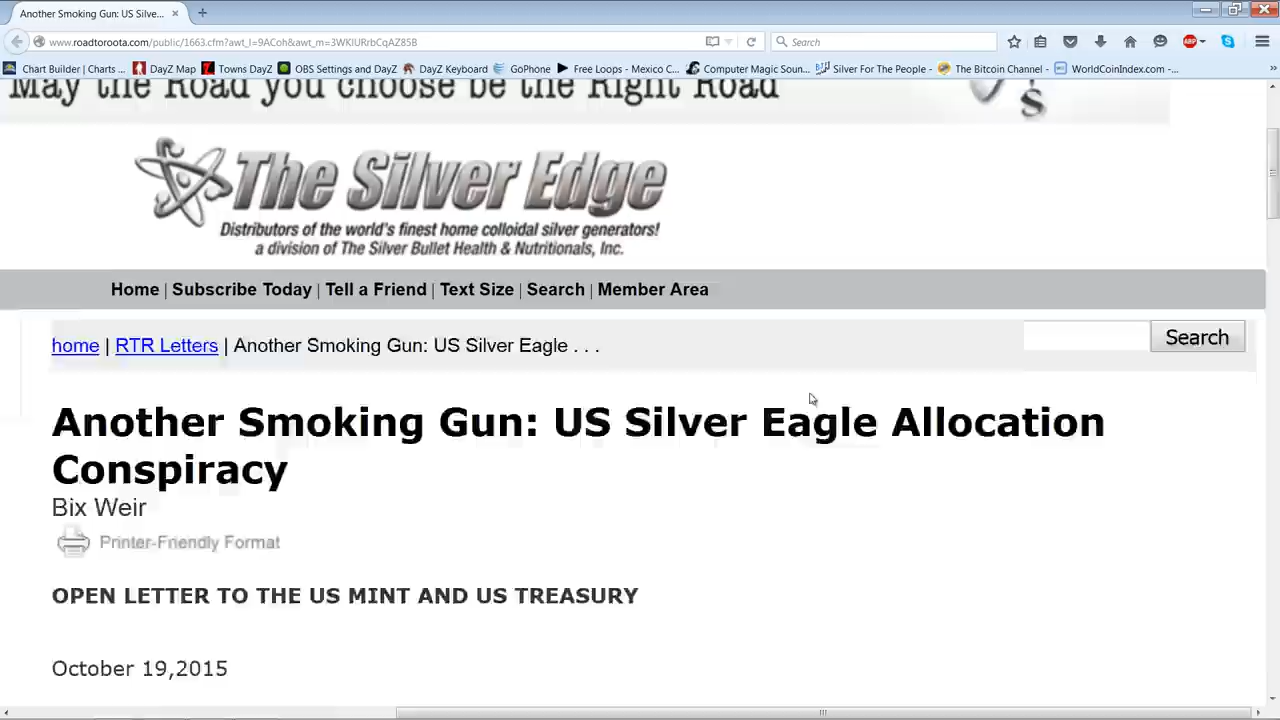 Another Smoking Gun: US Silve...
www.roadtoroota.com/public/1663.cfm?awt_l=9ACoh&awt_m=3WKlURrbCqAZ85B
Search
ABP
Chart Builder | Charts ...
DayZ Map
Towns DayZ
OBS Settings and DayZ
DayZ Keyboard
GoPhone
Free Loops - Mexico C...
Computer Magic Soun...
Silver For The People -
The Bitcoin Channel -
WorldCoinIndex.com -...
May the Road you choose be the Right Road
The Silver Edge
Distributors of the world's finest home colloidal silver generators!
a division of The Silver Bullet Health & Nutritionals, Inc.
Home | Subscribe Today | Tell a Friend | Text Size | Search | Member Area
home | RTR Letters | Another Smoking Gun: US Silver Eagle . . .
Search
Another Smoking Gun: US Silver Eagle Allocation
Conspiracy
Bix Weir
Printer-Friendly Format
OPEN LETTER TO THE US MINT AND US TREASURY
October 19,2015